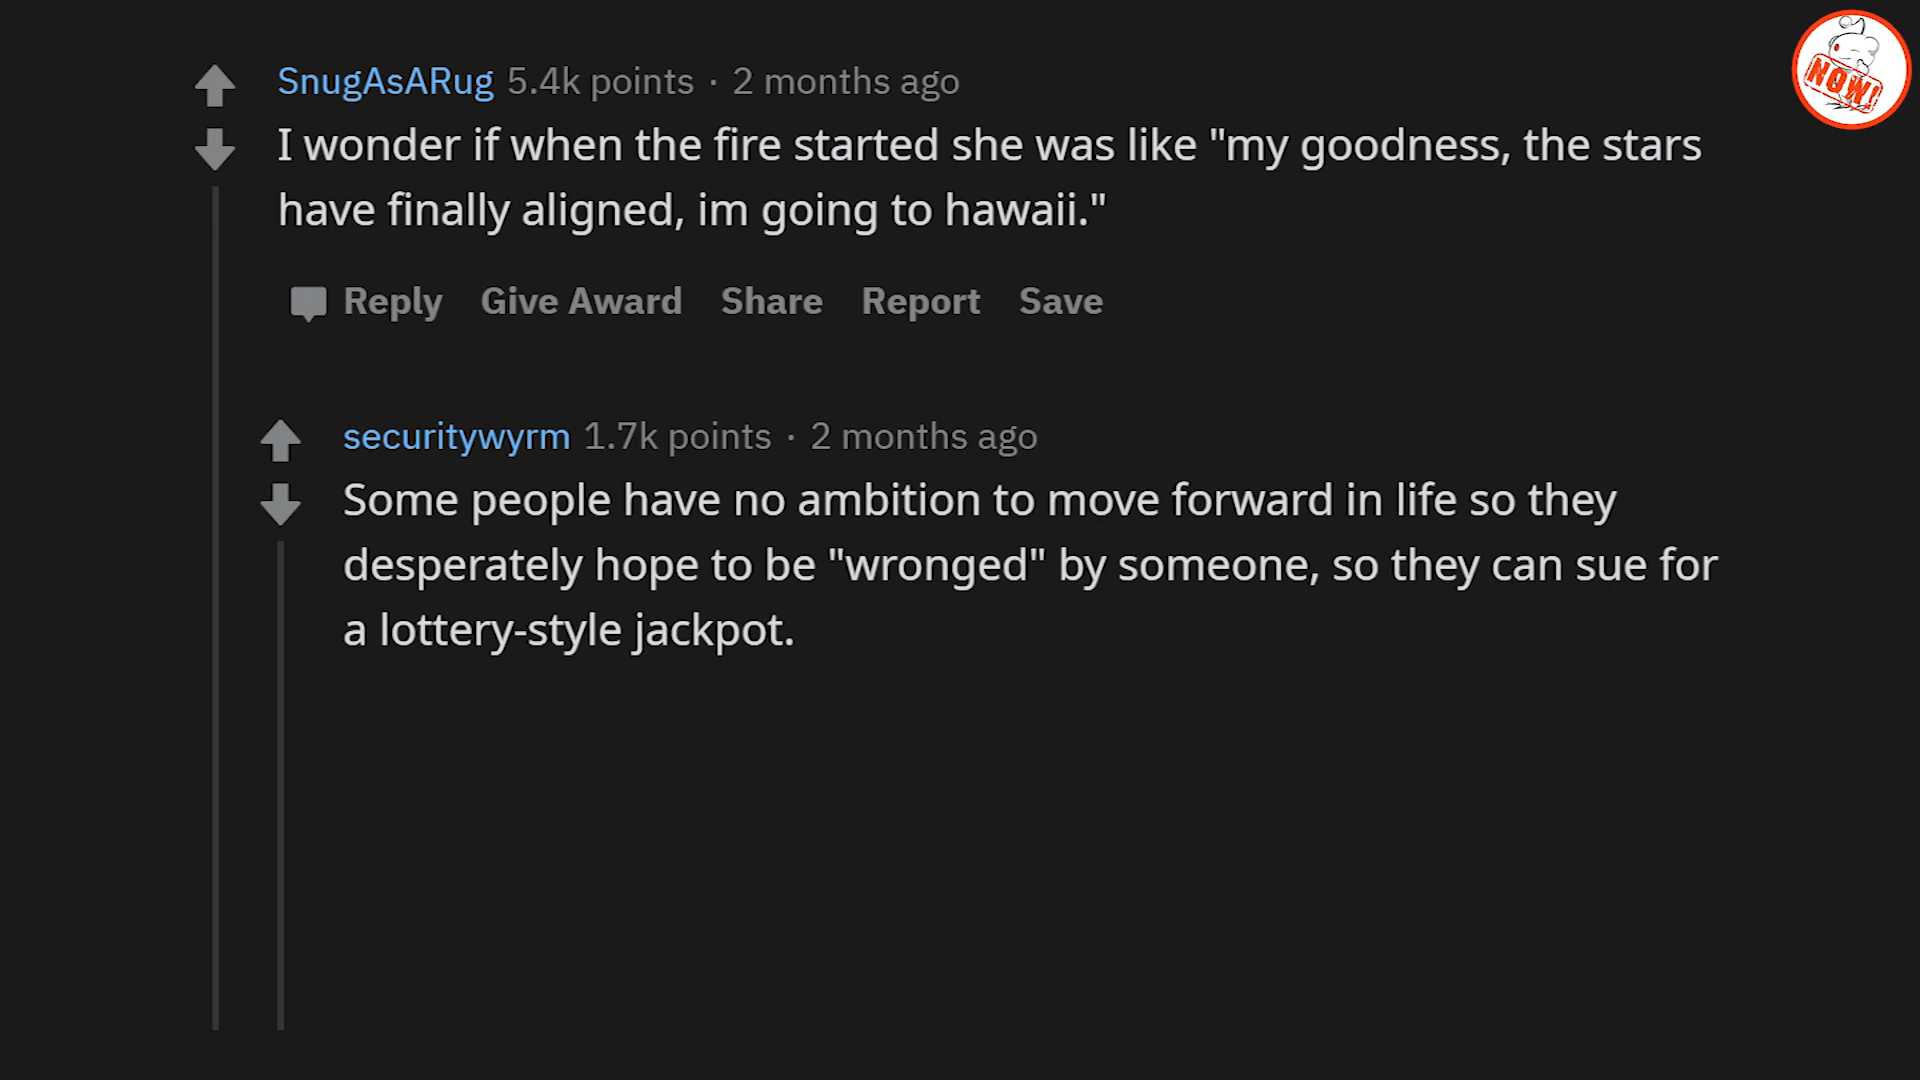 SnugAsARug 5.4k points · 2 months ago
I wonder if when the fire started she was like "my goodness, the stars
have finally aligned, im going to hawaii."
Reply Give Award Share Report Save
securitywyrm 1.7k points · 2 months ago
Some people have no ambition to move forward in life so they
desperately hope to be "wronged" by someone, so they can sue for
a lottery-style jackpot.
NOW!